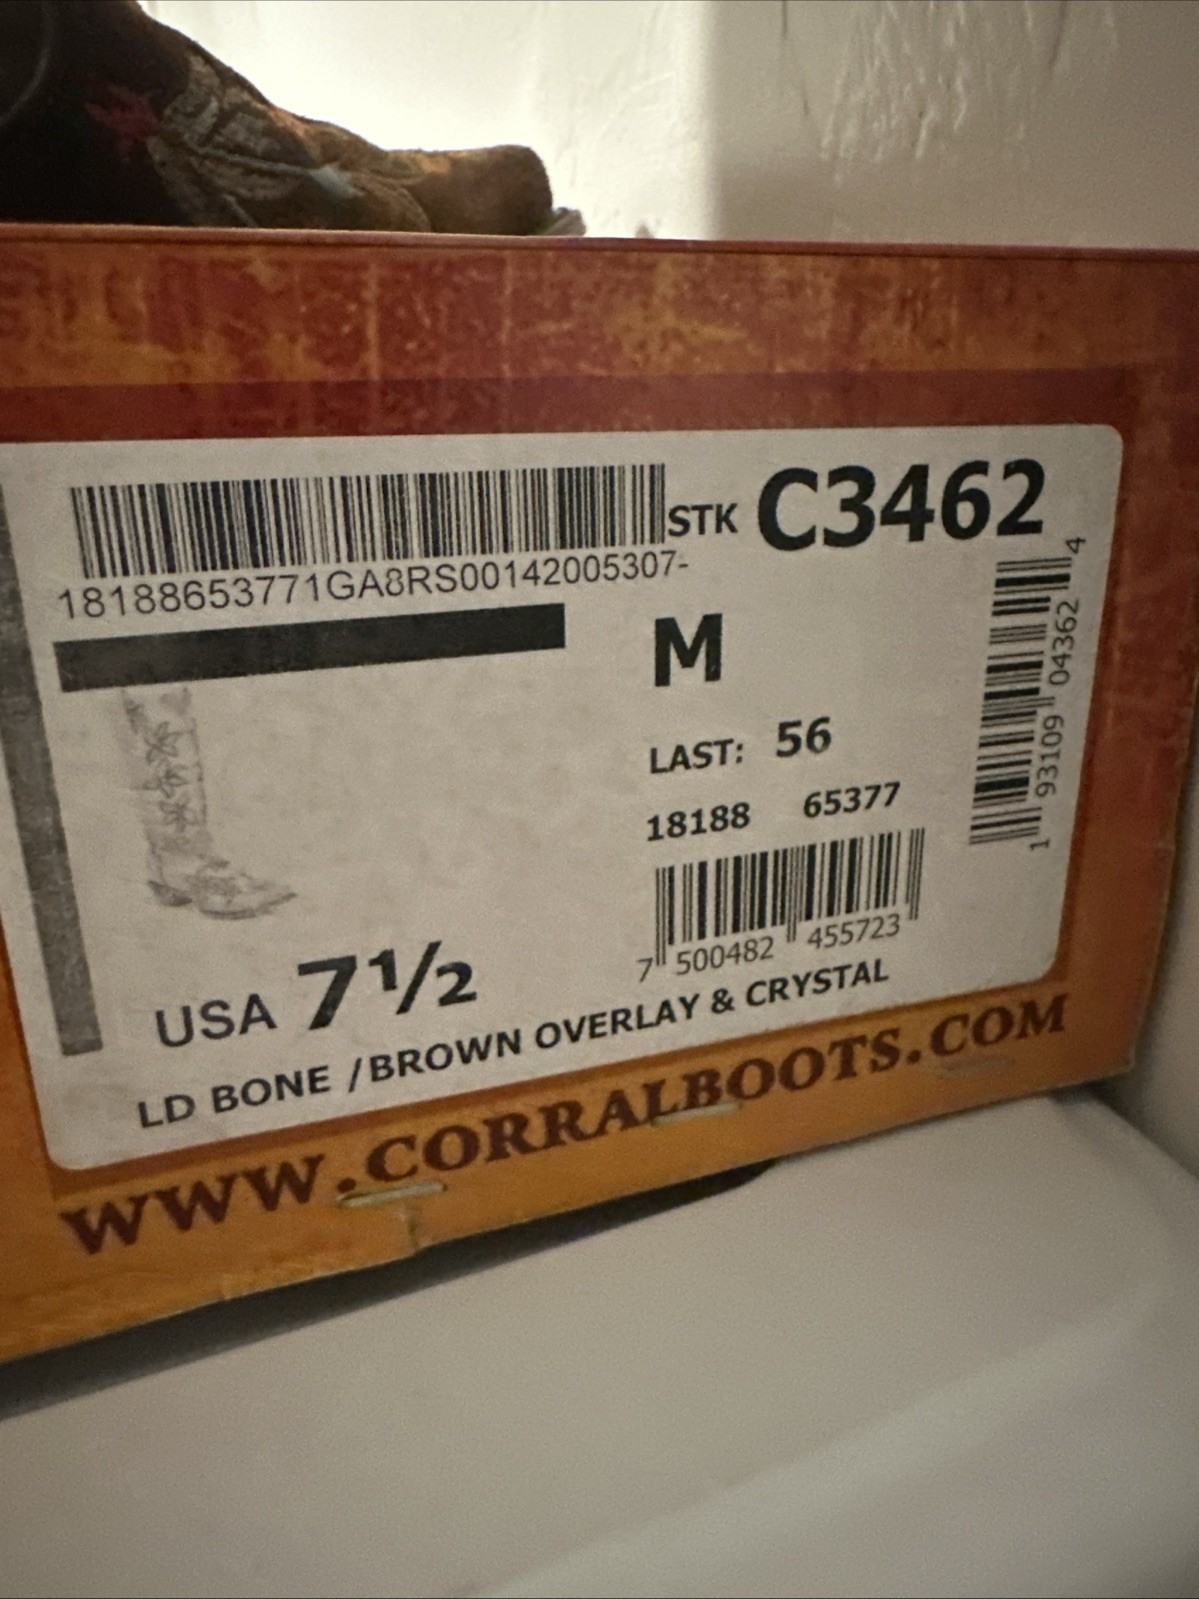 STK C3462
18188653771GA8RS00142005307-
M
LAST: 56
18188 65377
7 500482 455723
1 93109 04362 4
USA 7½
LD BONE /BROWN OVERLAY & CRYSTAL
WWW.CORRALBOOTS.COM